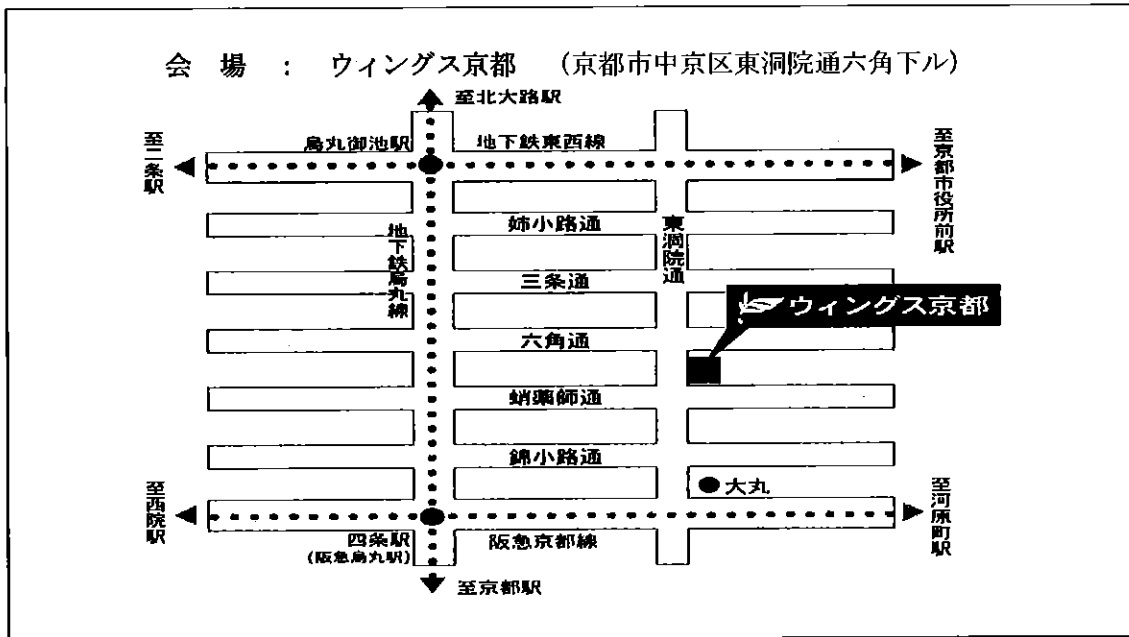 会場 : ウィングス京都 (京都市中京区東洞院通六角下ル)
至北大路駅
烏丸御池駅
地下鉄東西線
至二条駅
至京都市役所前駅
姉小路通
東洞院通
地下鉄烏丸線
三条通
ウィングス京都
六角通
蛸薬師通
錦小路通
大丸
至西院駅
至河原町駅
四条駅
(阪急烏丸駅)
阪急京都線
至京都駅